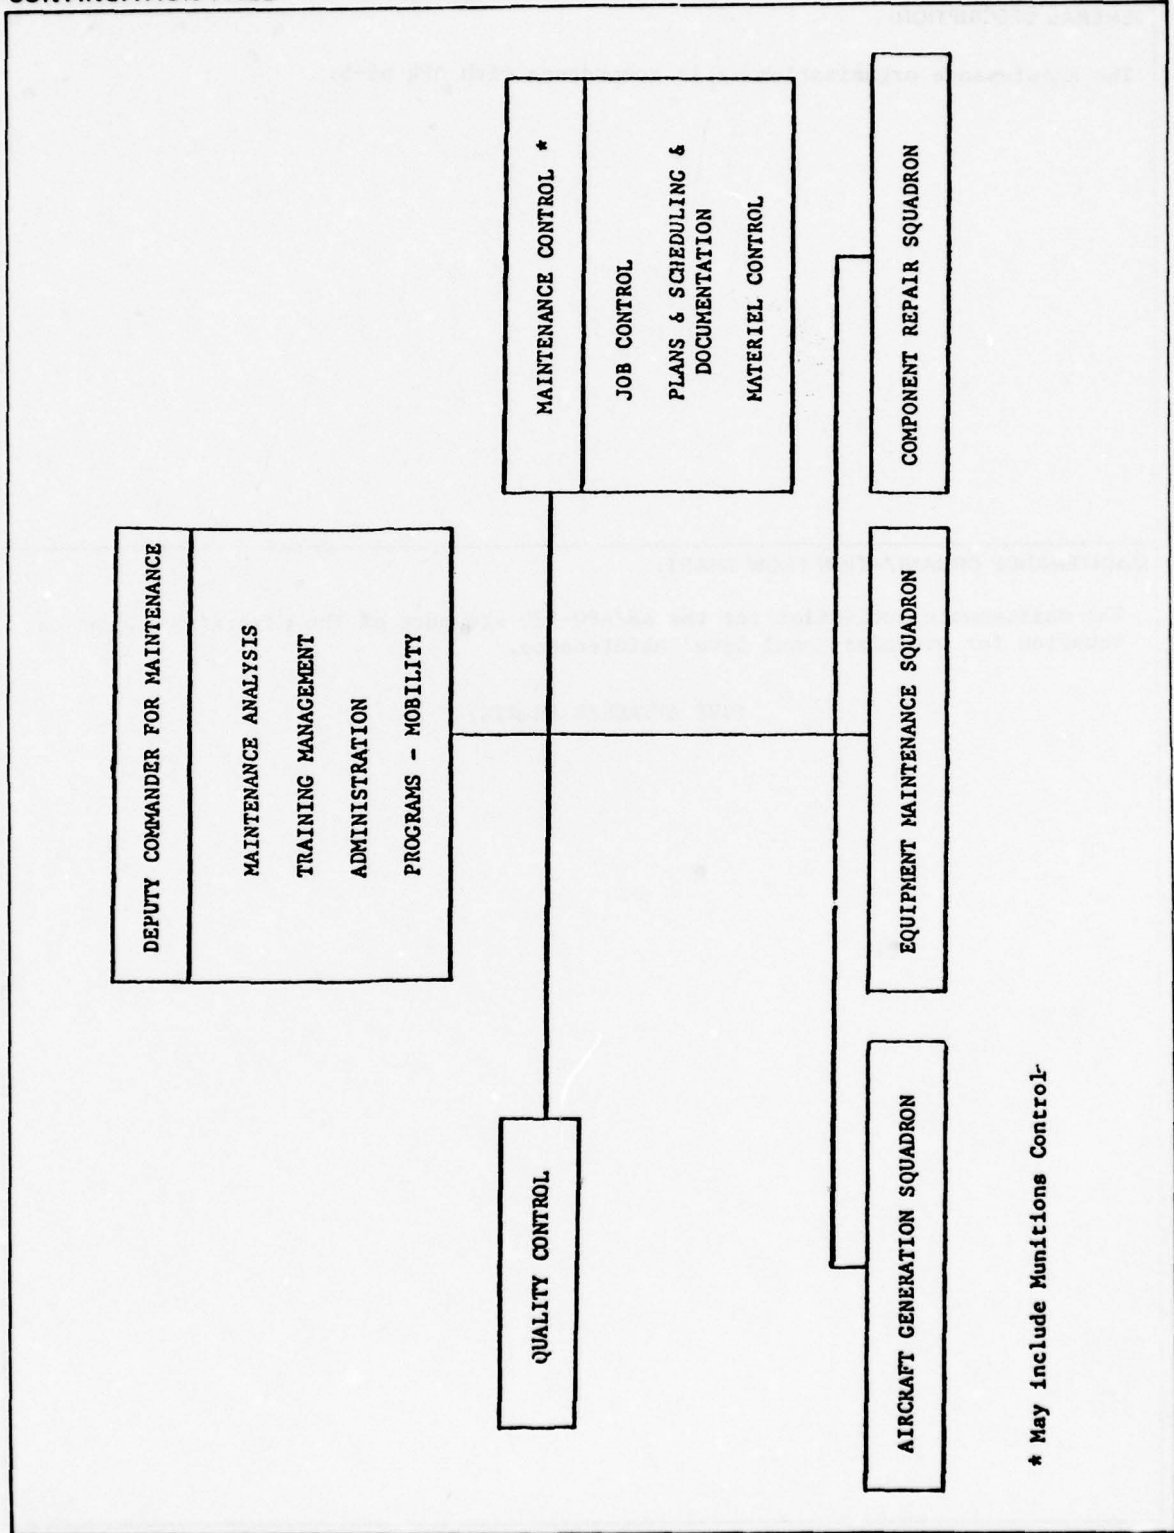 DEPUTY COMMANDER FOR MAINTENANCE
MAINTENANCE ANALYSIS
TRAINING MANAGEMENT
ADMINISTRATION
PROGRAMS - MOBILITY
QUALITY CONTROL
MAINTENANCE CONTROL *
JOB CONTROL
PLANS & SCHEDULING &
DOCUMENTATION
MATERIEL CONTROL
AIRCRAFT GENERATION SQUADRON
EQUIPMENT MAINTENANCE SQUADRON
COMPONENT REPAIR SQUADRON
* May include Munitions Control